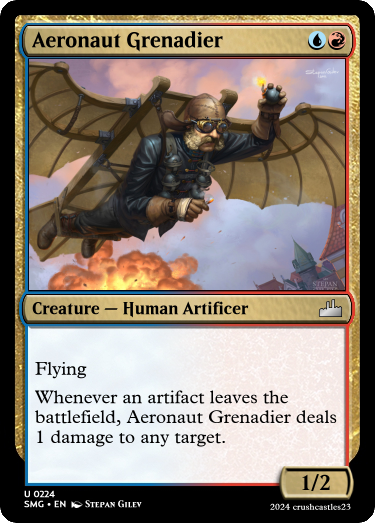 Aeronaut Grenadier
STEPAN
Creature — Human Artificer
Flying
Whenever an artifact leaves the
battlefield, Aeronaut Grenadier deals
1 damage to any target.
1/2
U 0224
SMG • EN Stepan Gilev
2024 crushcastles23